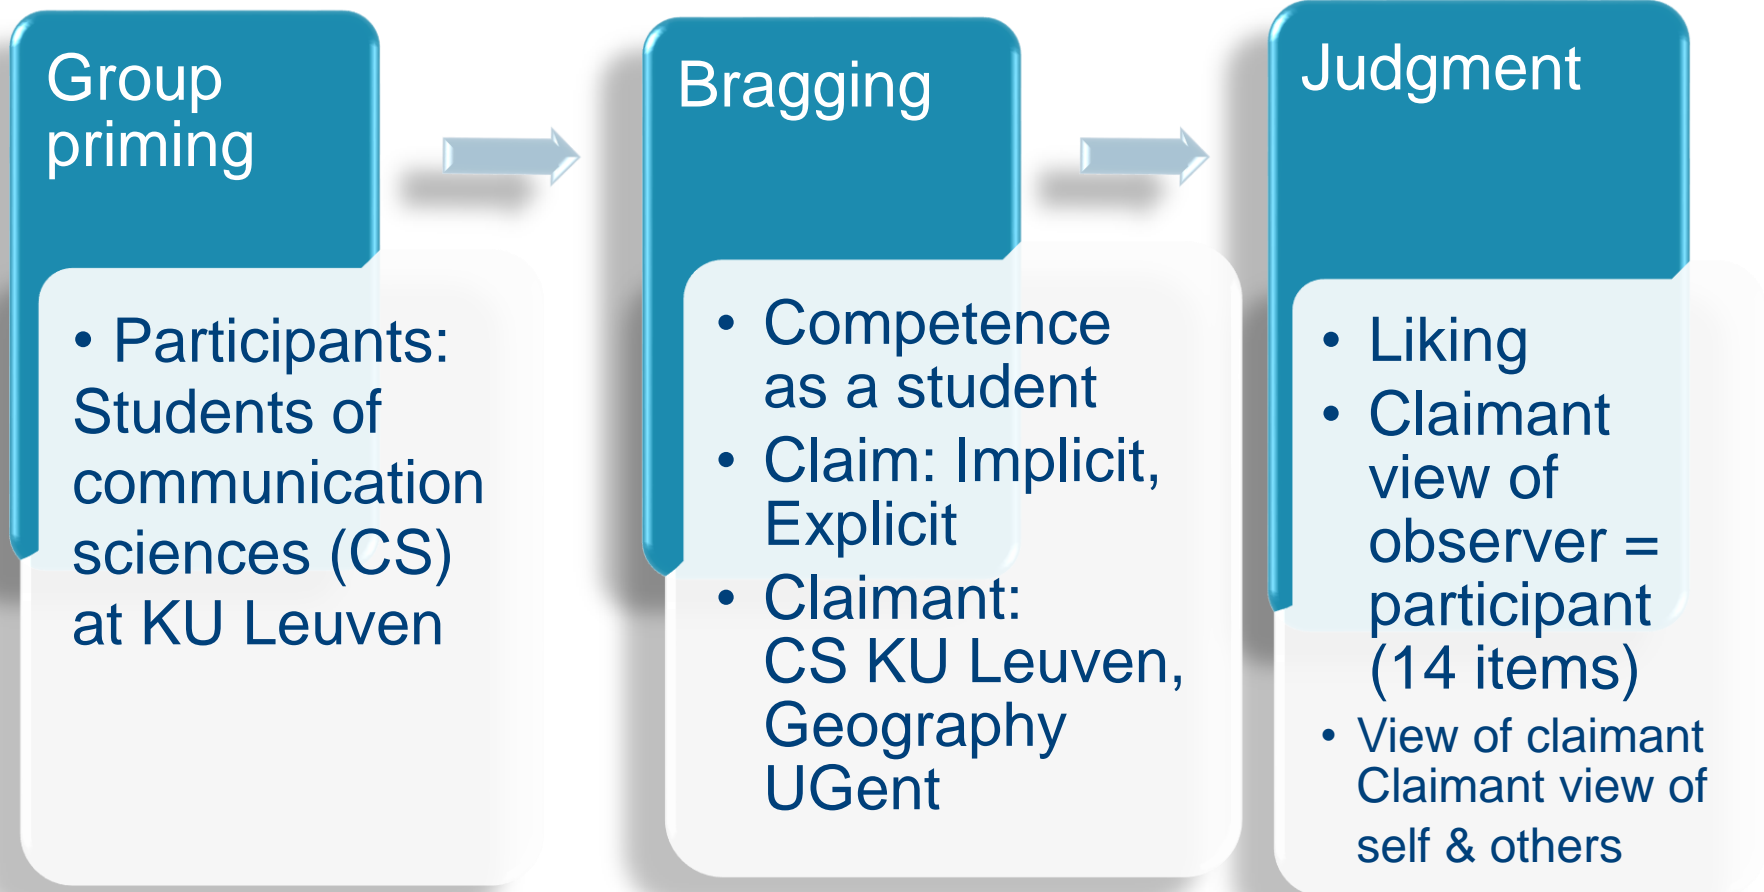 Group
priming
• Participants:
Students of
communication
sciences (CS)
at KU Leuven
Bragging
• Competence
as a student
• Claim: Implicit,
Explicit
• Claimant:
CS KU Leuven,
Geography
UGent
Judgment
• Liking
• Claimant
view of
observer =
participant
(14 items)
• View of claimant
Claimant view of
self & others